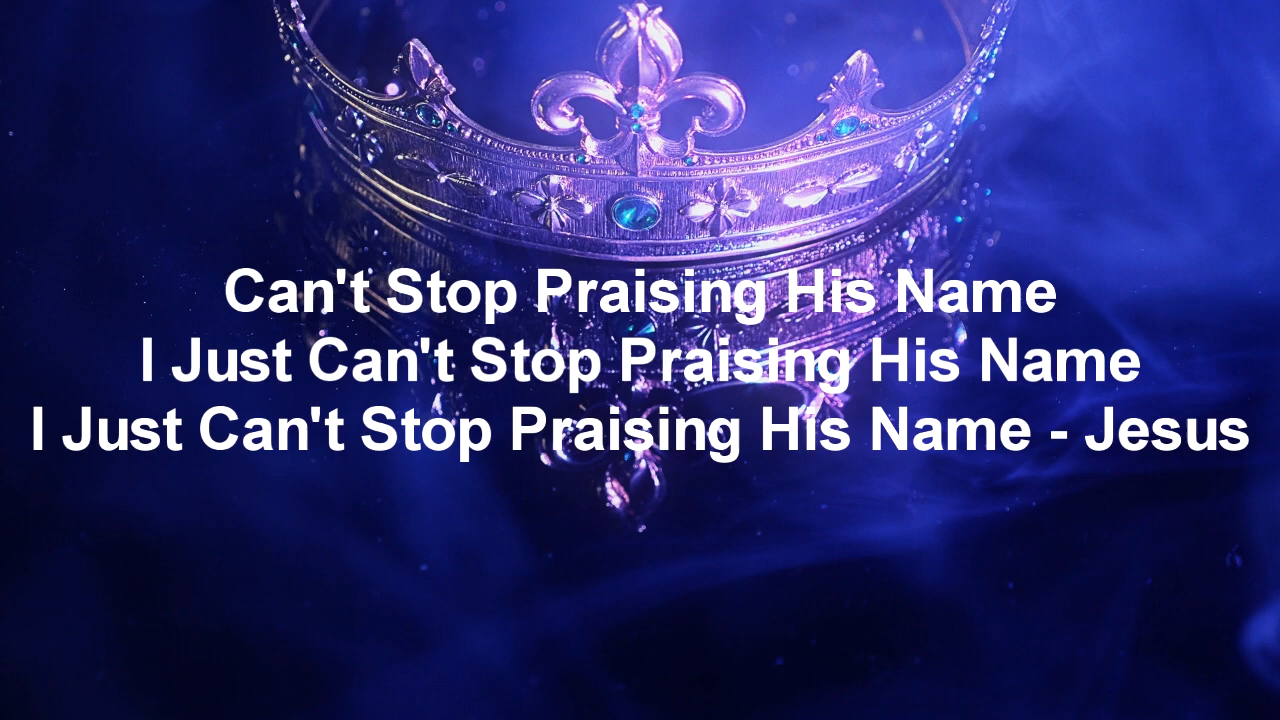 Can't Stop Praising His Name
I Just Can't Stop Praising His Name
I Just Can't Stop Praising His Name - Jesus